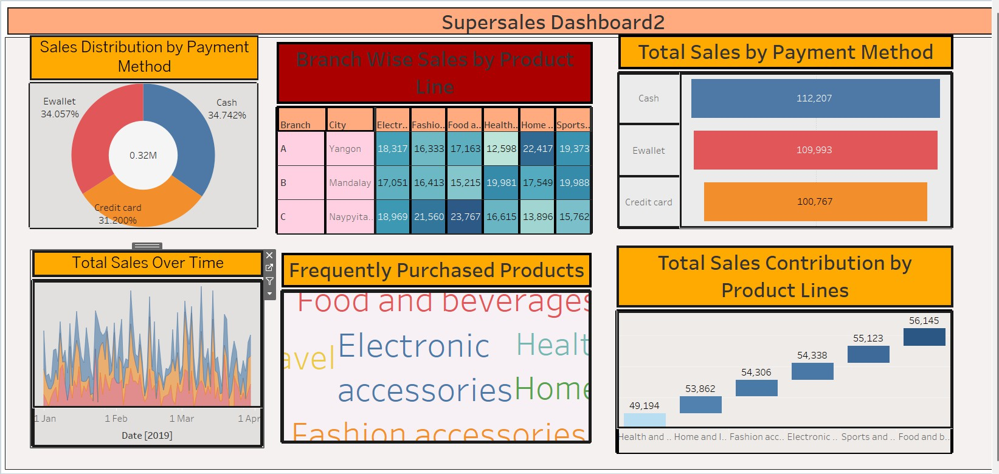 Supersales Dashboard2
Sales Distribution by Payment
Method
Ewallet
34.057%
Cash
34.742%
0.32M
Credit card
31.200%
Branch Wise Sales by Product
Line
Branch City Electr.. Fashio.. Food a.. Health.. Home .. Sports..
A Yangon 18,317 16,333 17,163 12,598 22,417 19,373
B Mandalay 17,051 16,413 15,215 19,981 17,549 19,988
C Naypyita.. 18,969 21,560 23,767 16,615 13,896 15,762
Total Sales by Payment Method
Cash 112,207
Ewallet 109,993
Credit card 100,767
Total Sales Over Time
1 Jan 1 Feb 1 Mar 1 Apr
Date [2019]
Frequently Purchased Products
Food and beverages
avel Electronic Healt
accessories Home
Fashion accessories
Total Sales Contribution by
Product Lines
56,145
55,123
54,338
54,306
53,862
49,194
Health and .. Home and l.. Fashion acc.. Electronic .. Sports and .. Food and b..